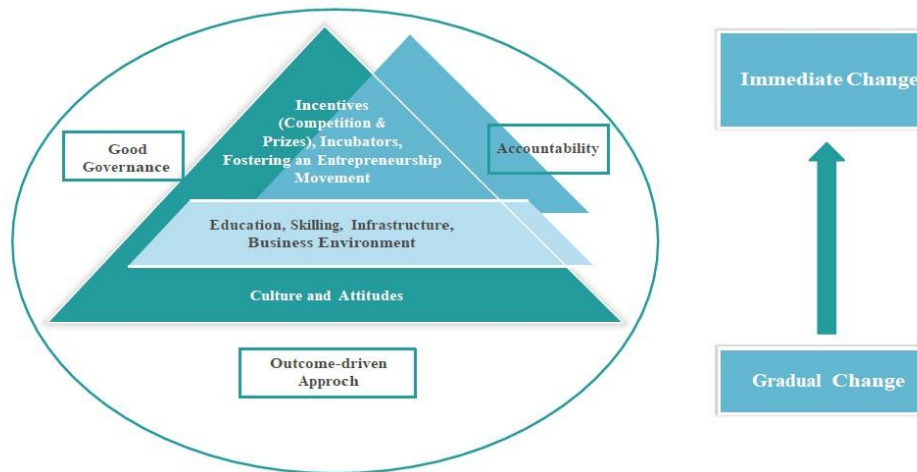 Immediate Change
Incentives
(Competition &
Prizes), Incubators,
Fostering an Entrepreneurship
Movement
Good
Governance
Accountability
Education, Skilling, Infrastructure,
Business Environment
Culture and Attitudes
Outcome-driven
Approch
Gradual Change